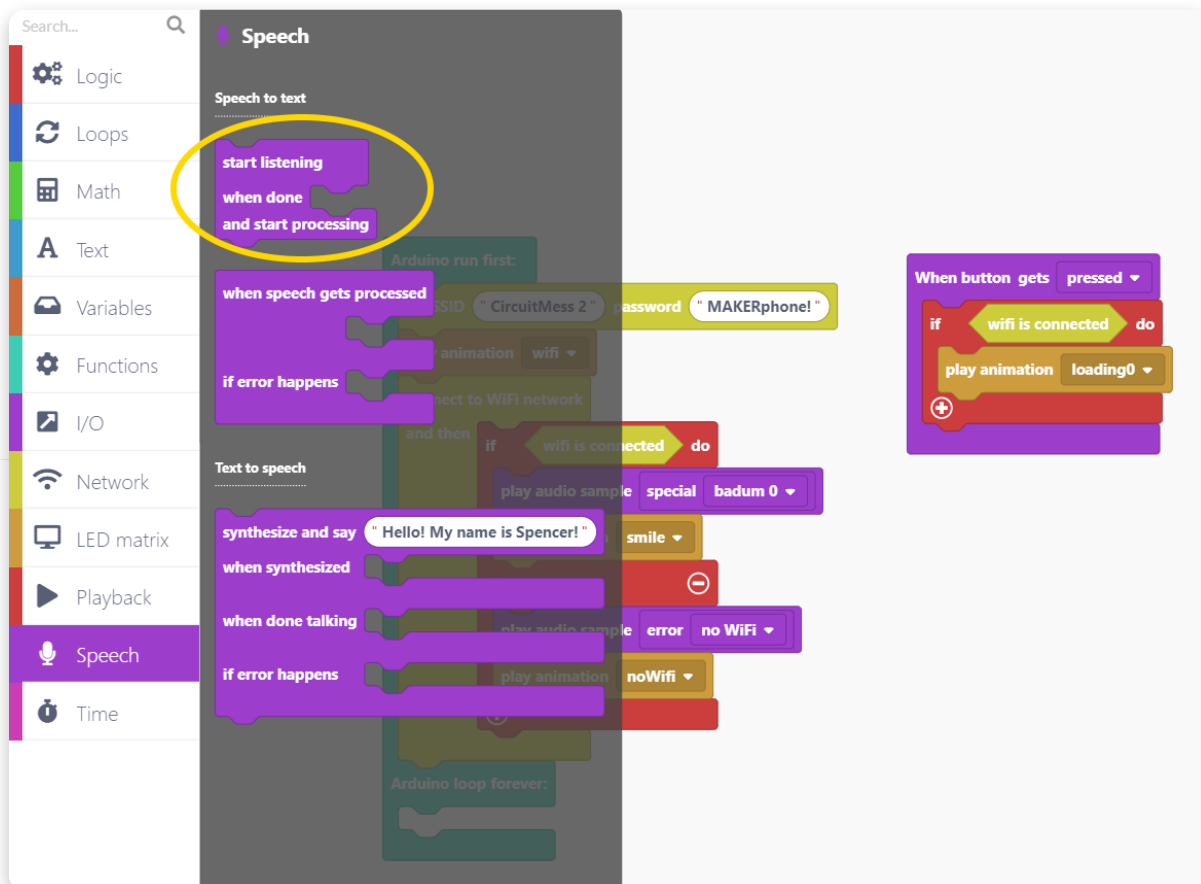 Search...
Logic
Loops
Math
Text
Variables
Functions
I/O
Network
LED matrix
Playback
Speech
Time
Speech
Speech to text
start listening
when done
and start processing
when speech gets processed
if error happens
Text to speech
synthesize and say " Hello! My name is Spencer! "
when synthesized
when done talking
if error happens
Arduino run first:
SSID " CircuitMess 2 " password " MAKERphone! "
animation wifi
connect to WiFi network
and then
if wifi is connected do
play audio sample special badum 0
smile
play audio sample error no WiFi
play animation noWifi
Arduino loop forever:
When button gets pressed
if wifi is connected do
play animation loading0